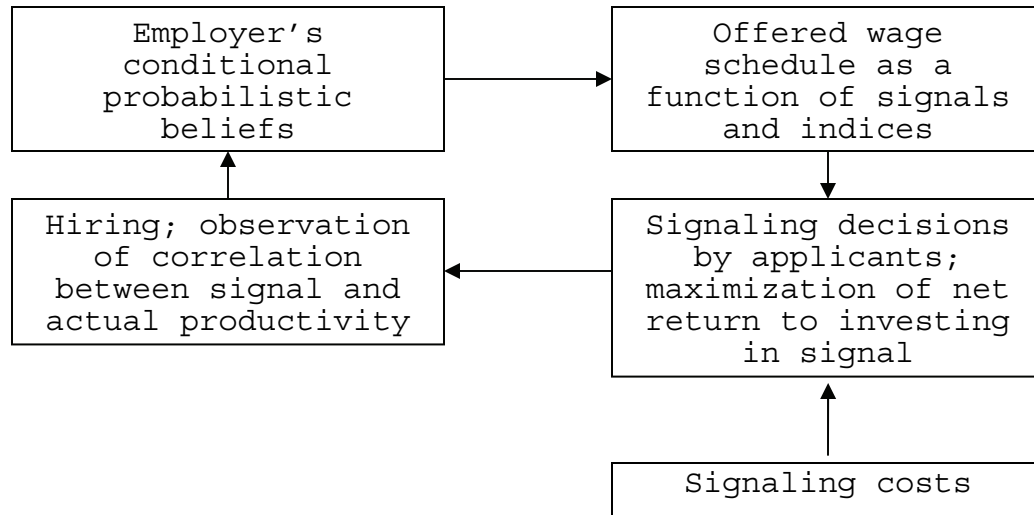 Employer’s
conditional
probabilistic
beliefs
Offered wage
schedule as a
function of signals
and indices
Hiring; observation
of correlation
between signal and
actual productivity
Signaling decisions
by applicants;
maximization of net
return to investing
in signal
Signaling costs